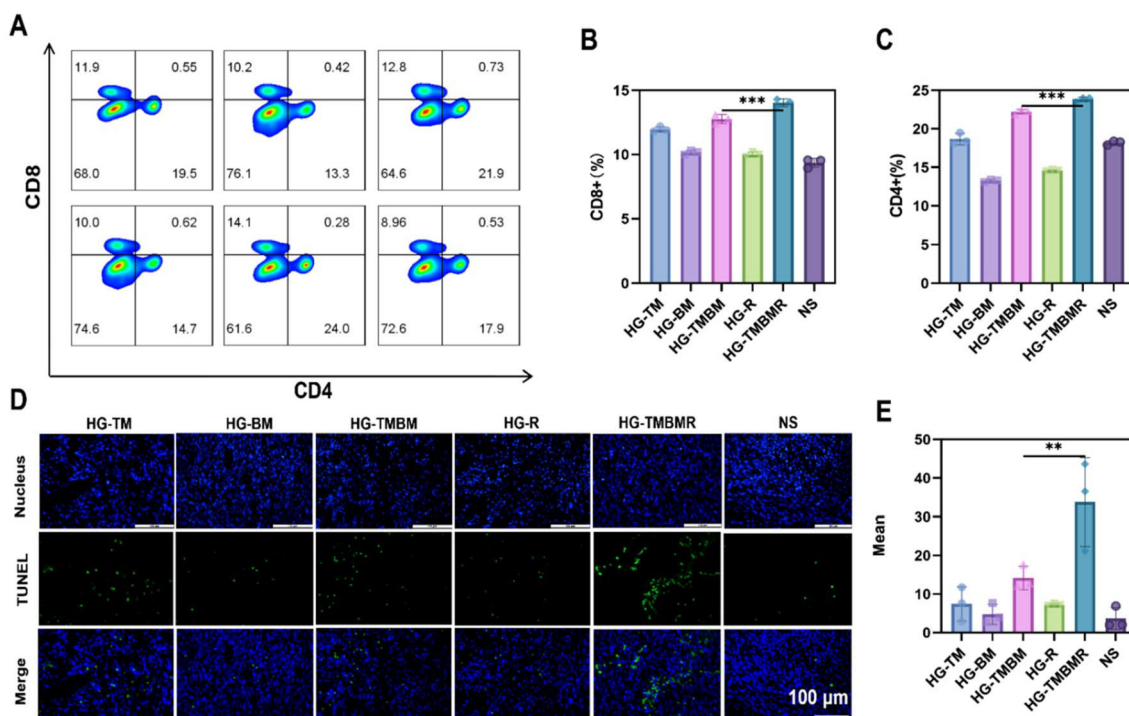 A
CD8
11.9 0.55
68.0 19.5
10.2 0.42
76.1 13.3
12.8 0.73
64.6 21.9
10.0 0.62
74.6 14.7
14.1 0.28
61.6 24.0
8.96 0.53
72.6 17.9
CD4
B
CD8+ (%)
15
10
5
0
***
HG-TM
HG-BM
HG-TMBM
HG-R
HG-TMBMR
NS
C
CD4+(%)
25
20
15
10
5
0
***
HG-TM
HG-BM
HG-TMBM
HG-R
HG-TMBMR
NS
D
HG-TM HG-BM HG-TMBM HG-R HG-TMBMR NS
Nucleus
TUNEL
Merge
100 μm
E
Mean
50
40
30
20
10
0
**
HG-TM
HG-BM
HG-TMBM
HG-R
HG-TMBMR
NS